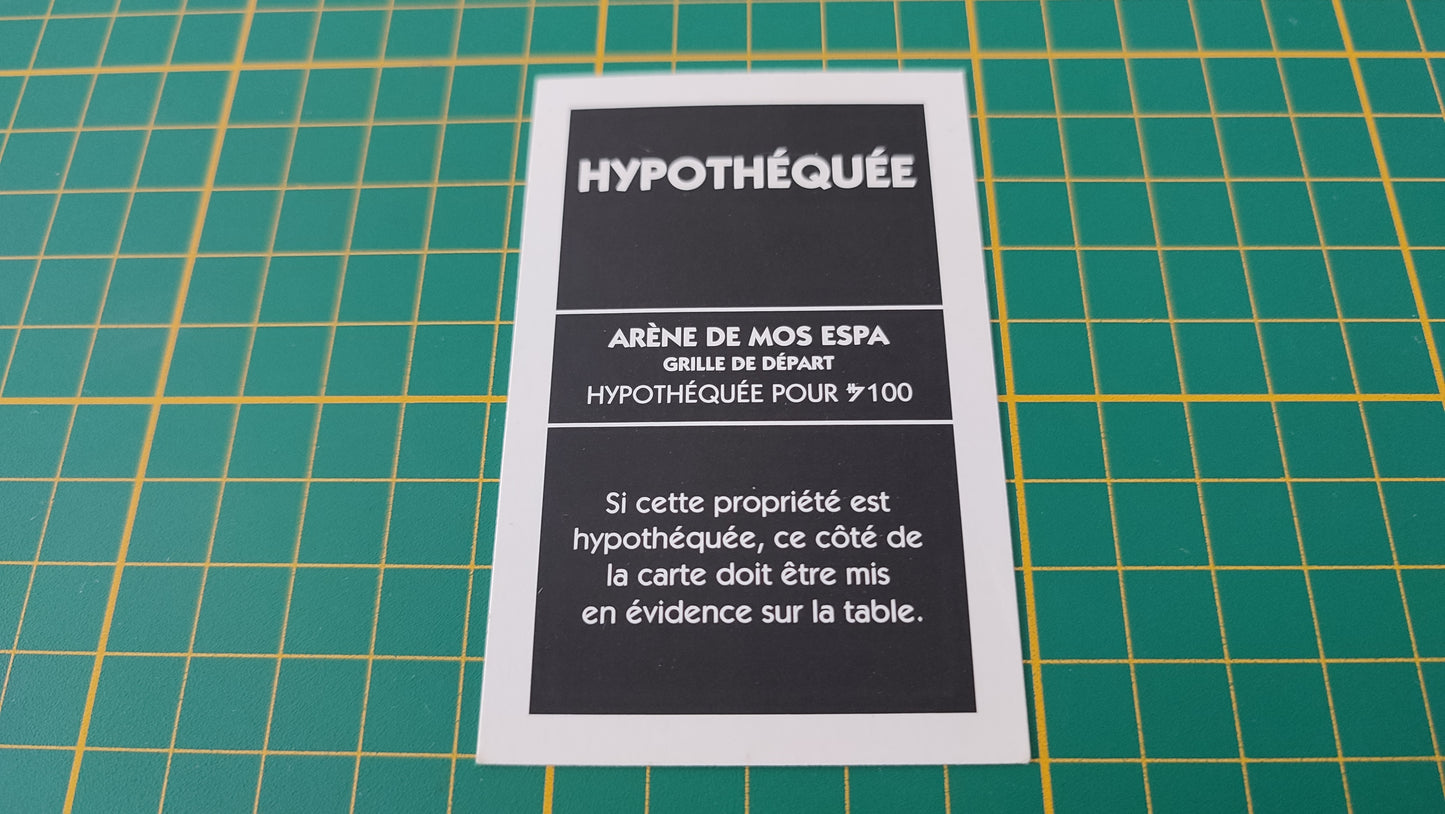 HYPOTHÉQUÉE
ARÈNE DE MOS ESPA
GRILLE DE DÉPART
HYPOTHÉQUÉE POUR 100
Si cette propriété est
hypothéquée, ce côté de
la carte doit être mis
en évidence sur la table.